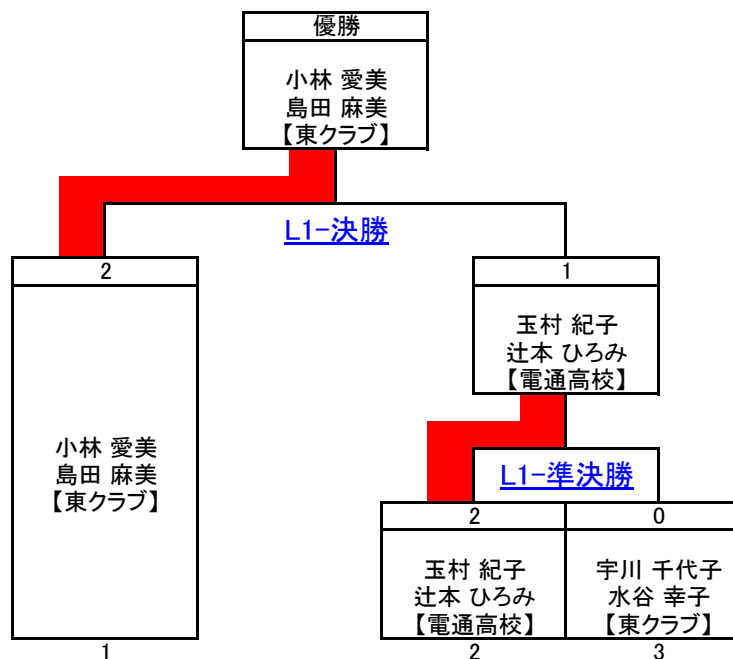 優勝
小林 愛美
島田 麻美
【東クラブ】
L1-決勝
2
1
玉村 紀子
辻本 ひろみ
【電通高校】
小林 愛美
島田 麻美
【東クラブ】
L1-準決勝
2
0
玉村 紀子
辻本 ひろみ
【電通高校】
宇川 千代子
水谷 幸子
【東クラブ】
1
2
3